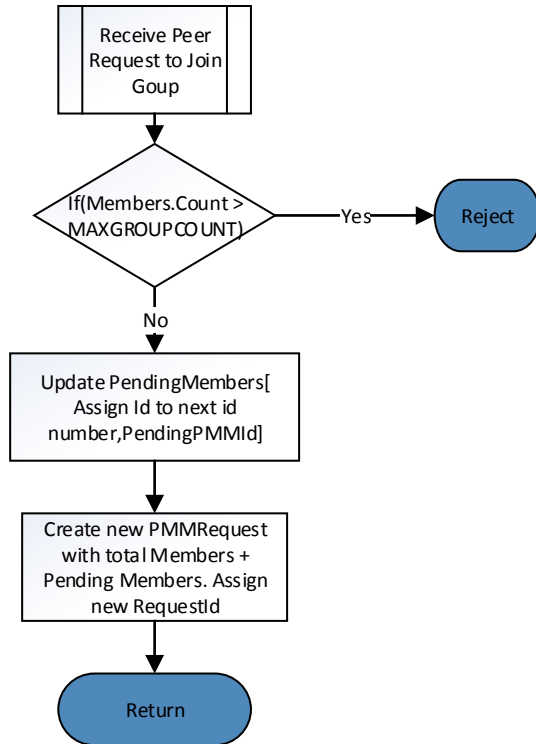 Receive Peer
Request to Join
Goup
If(Members.Count >
MAXGROUPCOUNT)
Yes
Reject
No
Update PendingMembers[
Assign Id to next id
number,PendingPMMId]
Create new PMMRequest
with total Members +
Pending Members. Assign
new RequestId
Return